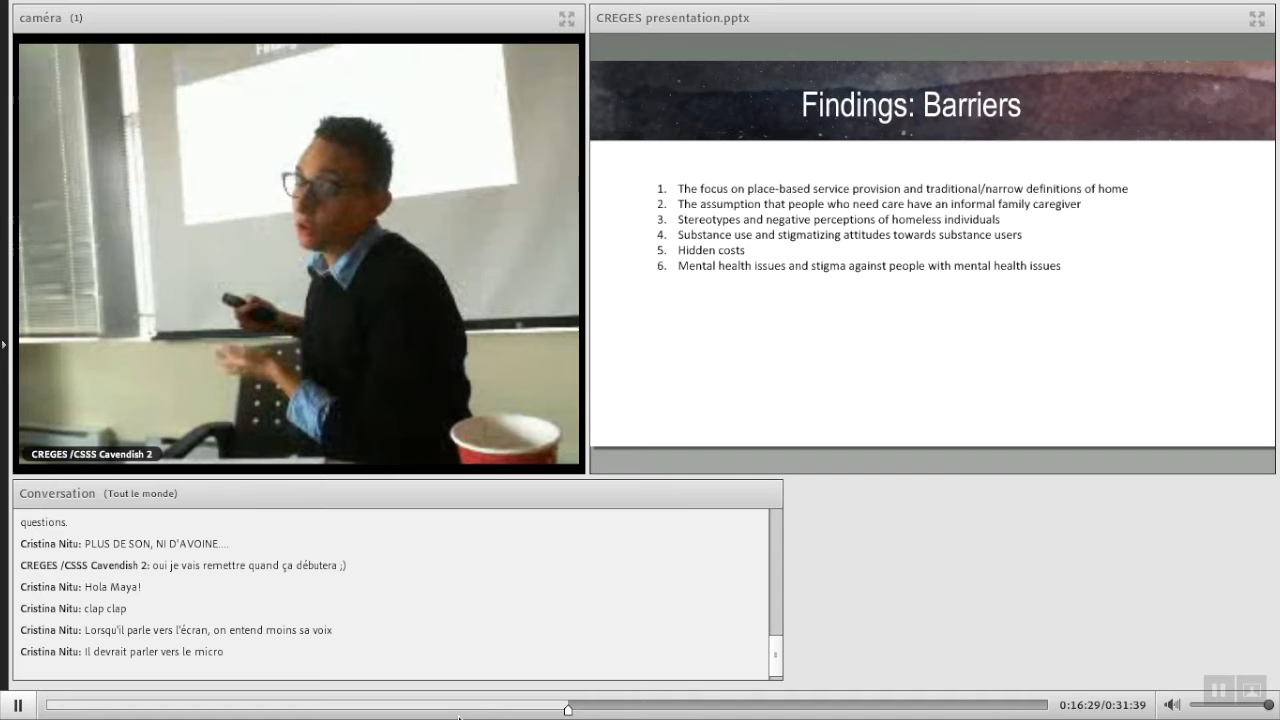 caméra (1)
CREGES /CSSS Cavendish 2
CREGES presentation.pptx
Findings: Barriers
1. The focus on place-based service provision and traditional/narrow definitions of home
2. The assumption that people who need care have an informal family caregiver
3. Stereotypes and negative perceptions of homeless individuals
4. Substance use and stigmatizing attitudes towards substance users
5. Hidden costs
6. Mental health issues and stigma against people with mental health issues
Conversation (Tout le monde)
questions.
Cristina Nitu: PLUS DE SON, NI D'AVOINE....
CREGES /CSSS Cavendish 2: oui je vais remettre quand ça débutera ;)
Cristina Nitu: Hola Maya!
Cristina Nitu: clap clap
Cristina Nitu: Lorsqu'il parle vers l'écran, on entend moins sa voix
Cristina Nitu: Il devrait parler vers le micro
0:16:29/0:31:39